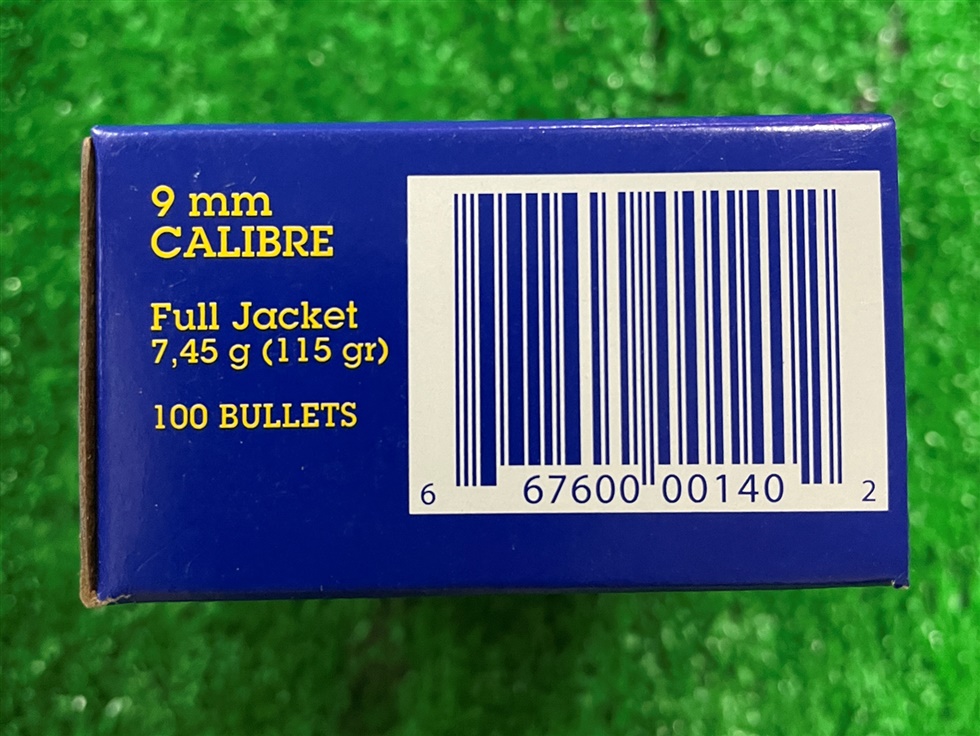 9 mm
CALIBRE
Full Jacket
7,45 g (115 gr)
100 BULLETS
6 67600 00140 2